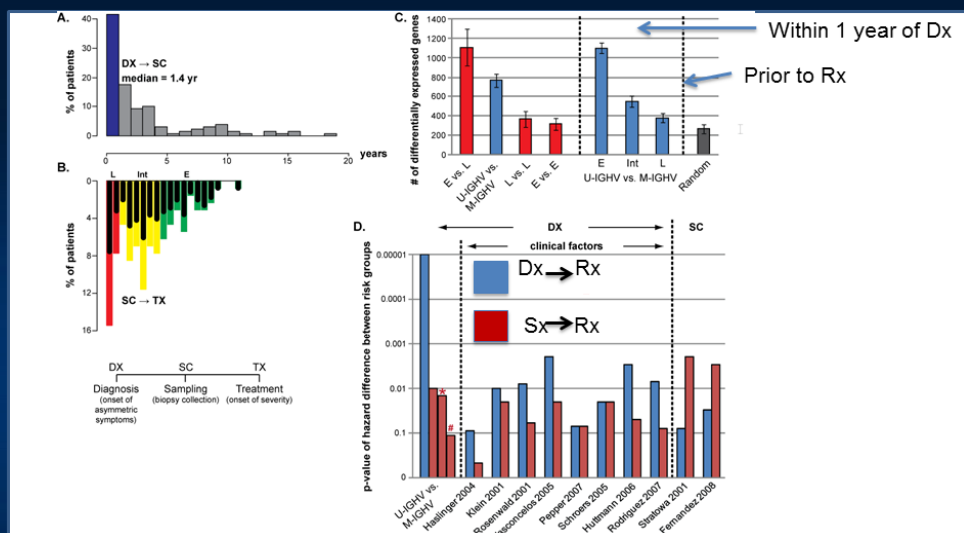 A.
% of patients
40
30
20
10
0
DX → SC
median = 1.4 yr
0
5
10
15
20
years
B.
L
Int
E
% of patients
0
4
8
12
16
SC → TX
DX
SC
TX
Diagnosis
(onset of
asymmetric
symptoms)
Sampling
(biopsy collection)
Treatment
(onset of severity)
C.
# of differentially expressed genes
1400
1200
1000
800
600
400
200
0
E vs. L
U-IGHV vs.
M-IGHV
L vs. L
E vs. E
E
Int
L
U-IGHV vs. M-IGHV
Random
Within 1 year of Dx
Prior to Rx
D.
DX
SC
clinical factors
p-value of hazard difference between risk groups
0.00001
0.0001
0.001
0.01
0.1
0
Dx → Rx
Sx → Rx
*
#
U-IGHV vs.
M-IGHV
Haslinger 2004
Klein 2001
Rosenwald 2001
Vasconcelos 2005
Pepper 2007
Schroers 2005
Huttmann 2006
Rodriguez 2007
Stratowa 2001
Fernandez 2008